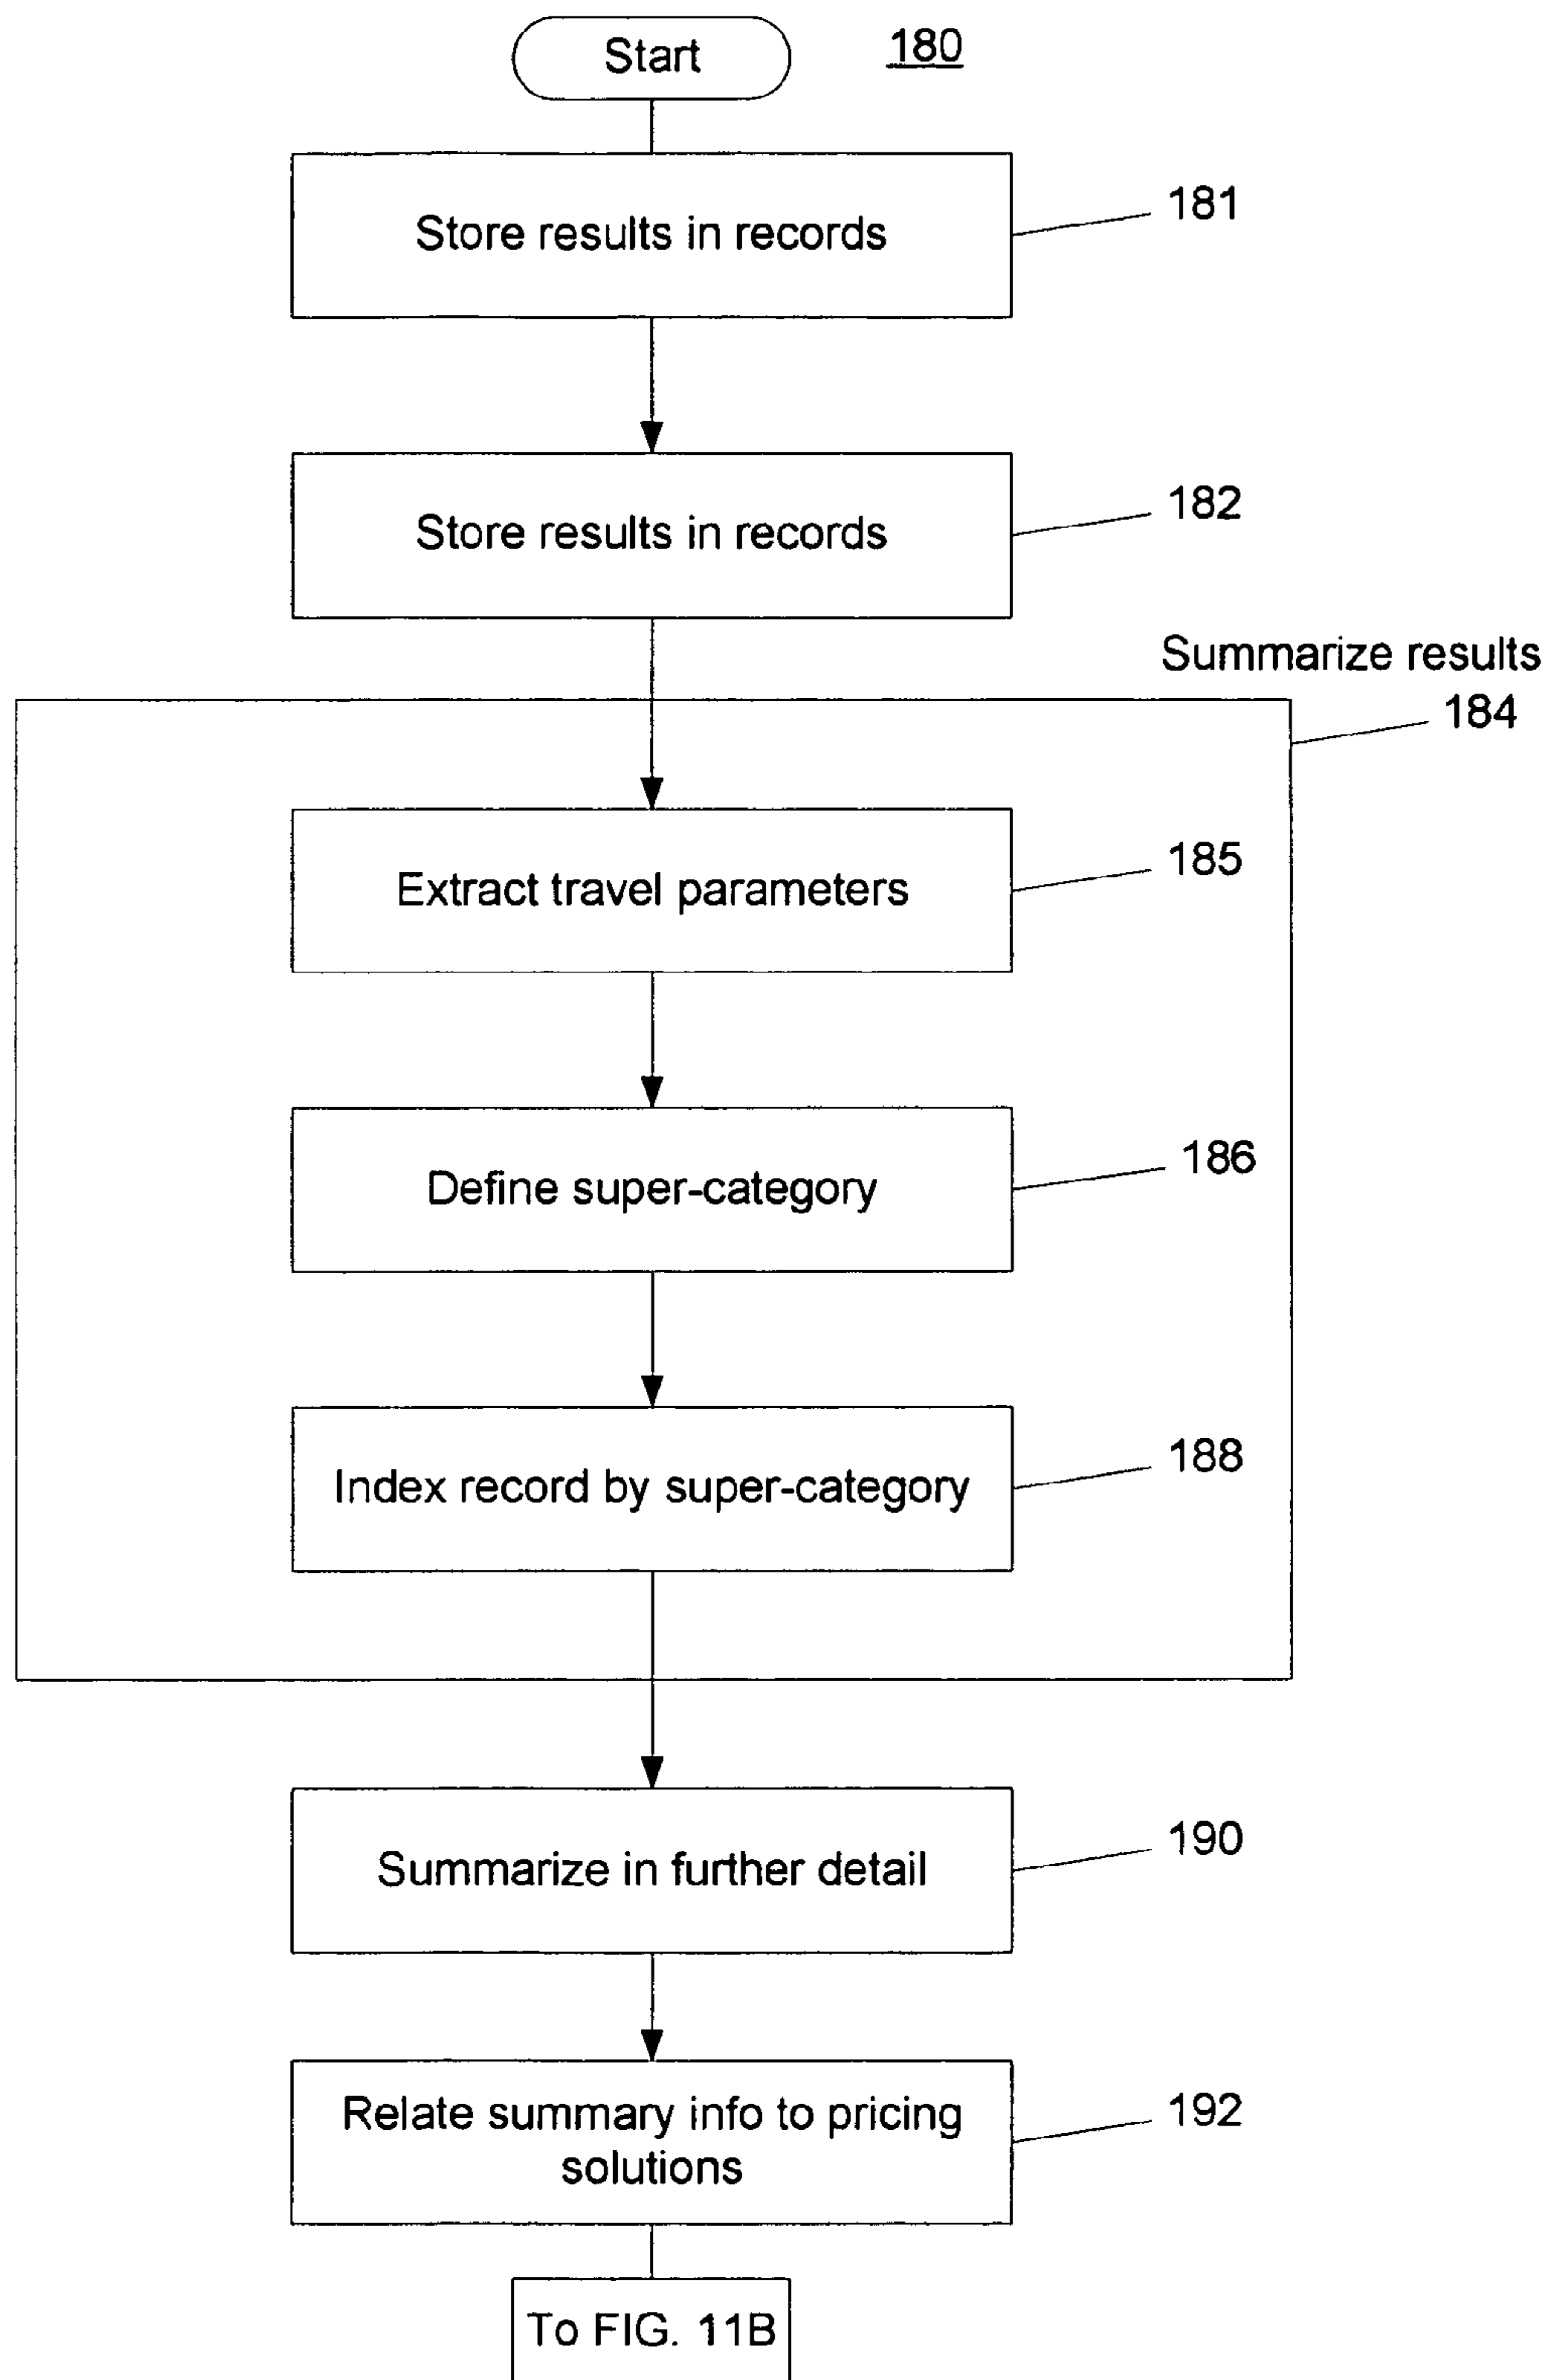 Start
180
Store results in records
181
Store results in records
182
Summarize results
184
Extract travel parameters
185
Define super-category
186
Index record by super-category
188
Summarize in further detail
190
Relate summary info to pricing
solutions
192
To FIG. 11B